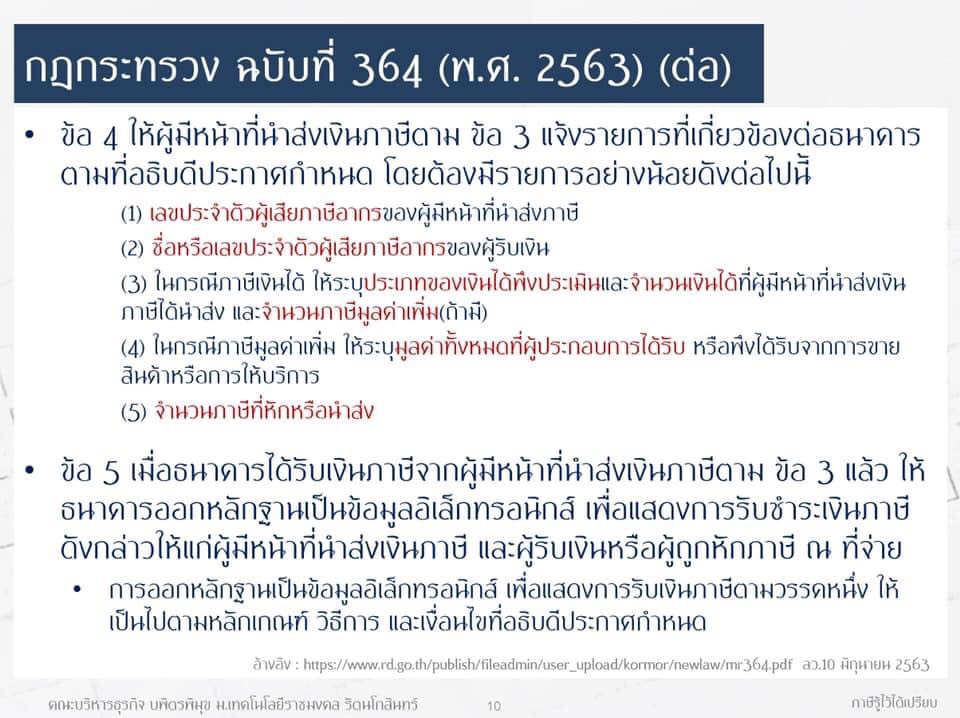 กฎกระทรวง ฉบับที่ 364 (พ.ศ. 2563) (ต่อ)
• ข้อ 4 ให้ผู้มีหน้าที่นำส่งเงินภาษีตาม ข้อ 3 แจ้งรายการที่เกี่ยวข้องต่อธนาคาร
ตามที่อธิบดีประกาศกำหนด โดยต้องมีรายการอย่างน้อยดังต่อไปนี้
(1) เลขประจำตัวผู้เสียภาษีอากรของผู้มีหน้าที่นำส่งภาษี
(2) ชื่อหรือเลขประจำตัวผู้เสียภาษีอากรของผู้รับเงิน
(3) ในกรณีภาษีเงินได้ ให้ระบุประเภทของเงินได้พึงประเมินและจำนวนเงินได้ที่ผู้มีหน้าที่นำส่งเงิน
ภาษีได้นำส่ง และจำนวนภาษีมูลค่าเพิ่ม(ถ้ามี)
(4) ในกรณีภาษีมูลค่าเพิ่ม ให้ระบุมูลค่าทั้งหมดที่ผู้ประกอบการได้รับ หรือพึงได้รับจากการขาย
สินค้าหรือการให้บริการ
(5) จำนวนภาษีที่หักหรือนำส่ง
• ข้อ 5 เมื่อธนาคารได้รับเงินภาษีจากผู้มีหน้าที่นำส่งเงินภาษีตาม ข้อ 3 แล้ว ให้
ธนาคารออกหลักฐานเป็นข้อมูลอิเล็กทรอนิกส์ เพื่อแสดงการรับชำระเงินภาษี
ดังกล่าวให้แก่ผู้มีหน้าที่นำส่งเงินภาษี และผู้รับเงินหรือผู้ถูกหักภาษี ณ ที่จ่าย
• การออกหลักฐานเป็นข้อมูลอิเล็กทรอนิกส์ เพื่อแสดงการรับเงินภาษีตามวรรคหนึ่ง ให้
เป็นไปตามหลักเกณฑ์ วิธีการ และเงื่อนไขที่อธิบดีประกาศกำหนด
อ้างอิง : https://www.rd.go.th/publish/fileadmin/user_upload/kormor/newlaw/mr364.pdf ลว.10 มิถุนายน 2563
คณะบริหารธุรกิจ บพิตรพิมุข ม.เทคโนโลยีราชมงคล รัตนโกสินทร์
10
ภาษีรู้ไว้ได้เปรียบ